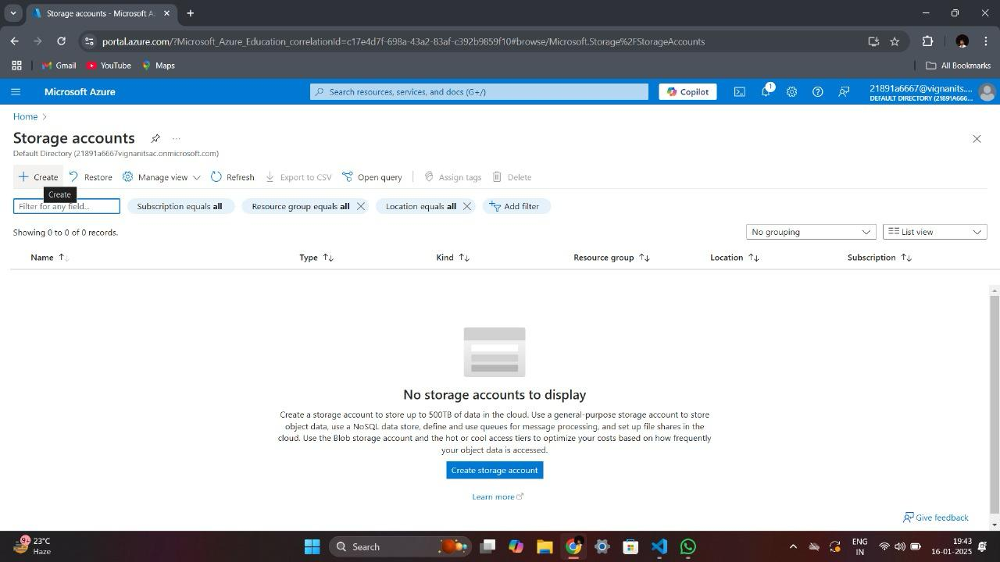 Storage accounts - Microsoft A
portal.azure.com/?Microsoft_Azure_Education_correlationId=c17e4d7f-698a-43a2-83af-c392b9859f10#browse/Microsoft.Storage%2FStorageAccounts
Gmail YouTube Maps All Bookmarks
Microsoft Azure Search resources, services, and docs (G+/) Copilot 1 21891a6667@vignanits....
DEFAULT DIRECTORY (21891A666...
Home
Storage accounts ...
Default Directory (21891a6667vignanitsac.onmicrosoft.com)
Create Restore Manage view Refresh Export to CSV Open query Assign tags Delete
Create
Filter for any field... Subscription equals all Resource group equals all Location equals all Add filter
Showing 0 to 0 of 0 records. No grouping List view
Name Type Kind Resource group Location Subscription
No storage accounts to display
Create a storage account to store up to 500TB of data in the cloud. Use a general-purpose storage account to store
object data, use a NoSQL data store, define and use queues for message processing, and set up file shares in the
cloud. Use the Blob storage account and the hot or cool access tiers to optimize your costs based on how frequently
your object data is accessed.
Create storage account
Learn more
Give feedback
9+ 23°C
Haze
Search
ENG
IN
19:43
16-01-2025